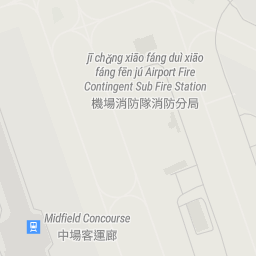 jī chǎng xiāo fáng duì xiāo
fáng fēn jú Airport Fire
Contingent Sub Fire Station
機場消防隊消防分局
Midfield Concourse
中場客運廊